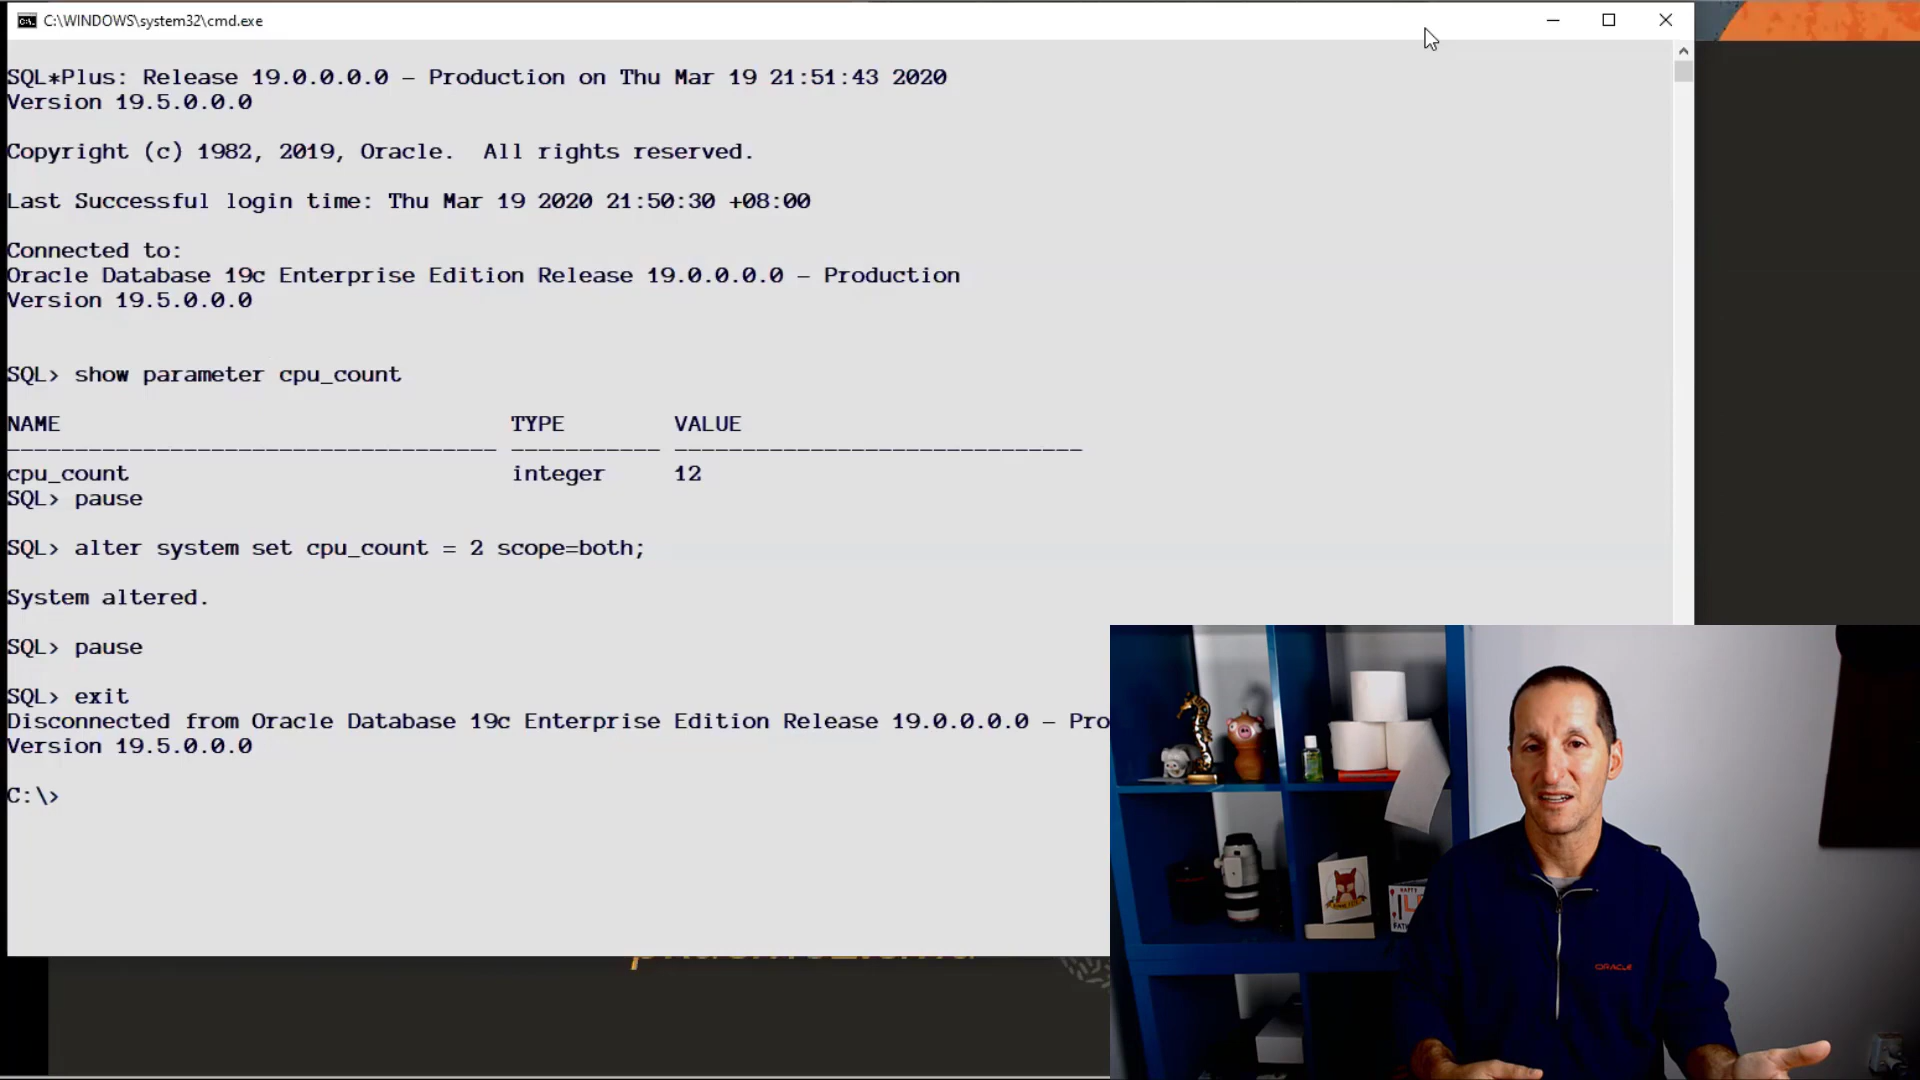 C:\WINDOWS\system32\cmd.exe
SQL*Plus: Release 19.0.0.0.0 - Production on Thu Mar 19 21:51:43 2020
Version 19.5.0.0.0
Copyright (c) 1982, 2019, Oracle.  All rights reserved.
Last Successful login time: Thu Mar 19 2020 21:50:30 +08:00
Connected to:
Oracle Database 19c Enterprise Edition Release 19.0.0.0.0 - Production
Version 19.5.0.0.0
SQL> show parameter cpu_count
NAME TYPE VALUE
------------------------------------ ----------- ------------------------------
cpu_count integer 12
SQL> pause
SQL> alter system set cpu_count = 2 scope=both;
System altered.
SQL> pause
SQL> exit
Disconnected from Oracle Database 19c Enterprise Edition Release 19.0.0.0.0 - Pro
Version 19.5.0.0.0
C:\>
HAPPY
ORACLE